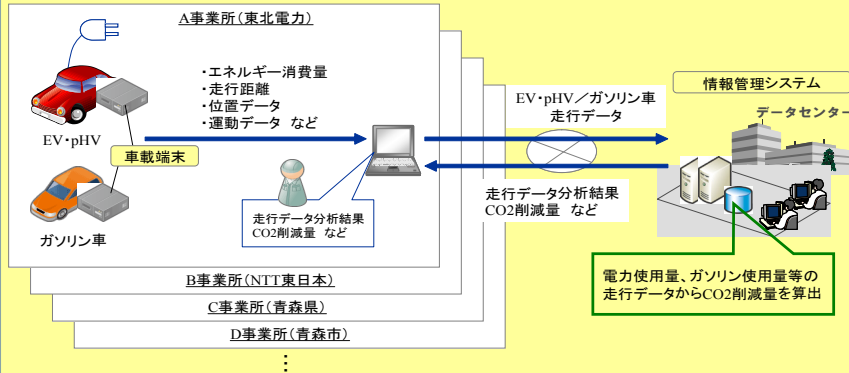 A事業所(東北電力)
・エネルギー消費量
・走行距離
・位置データ
・運動データ など
EV・pHV
車載端末
ガソリン車
走行データ分析結果
CO2削減量 など
B事業所(NTT東日本)
C事業所(青森県)
D事業所(青森市)
⋮
EV・pHV/ガソリン車
走行データ
走行データ分析結果
CO2削減量 など
情報管理システム
データセンター
電力使用量、ガソリン使用量等の
走行データからCO2削減量を算出